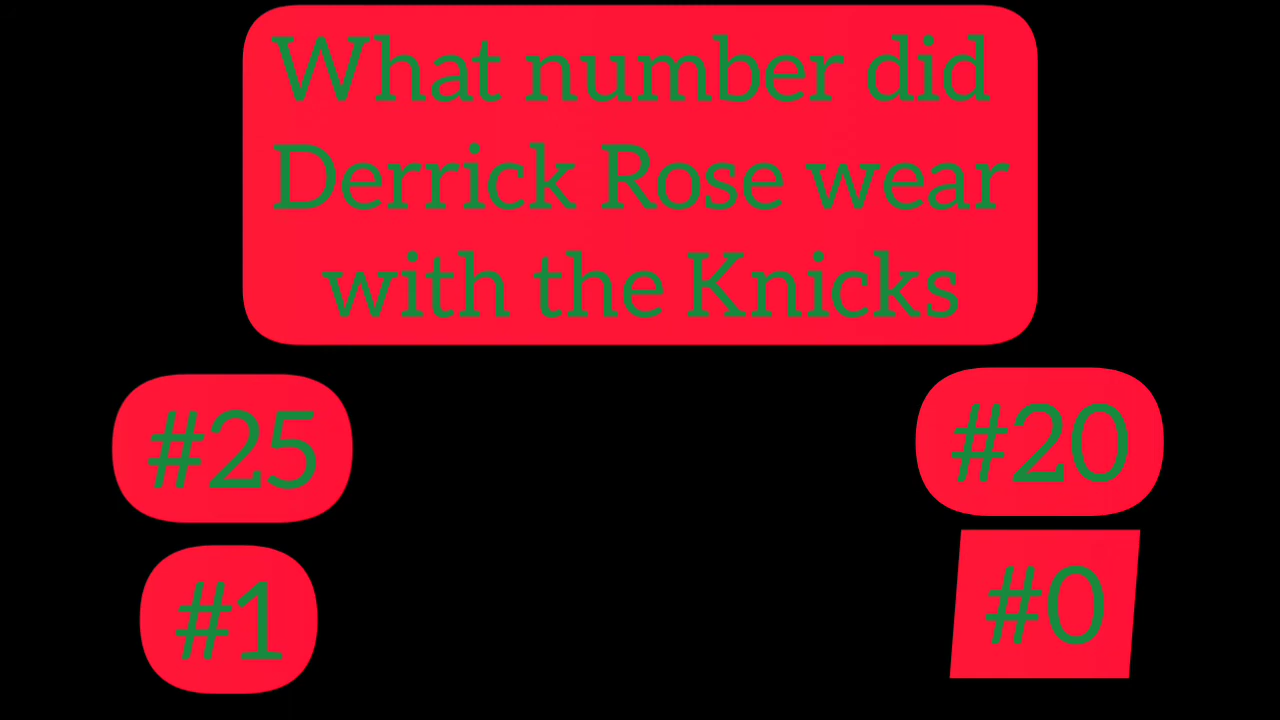 What number did
Derrick Rose wear
with the Knicks
#25
#20
#1
#0